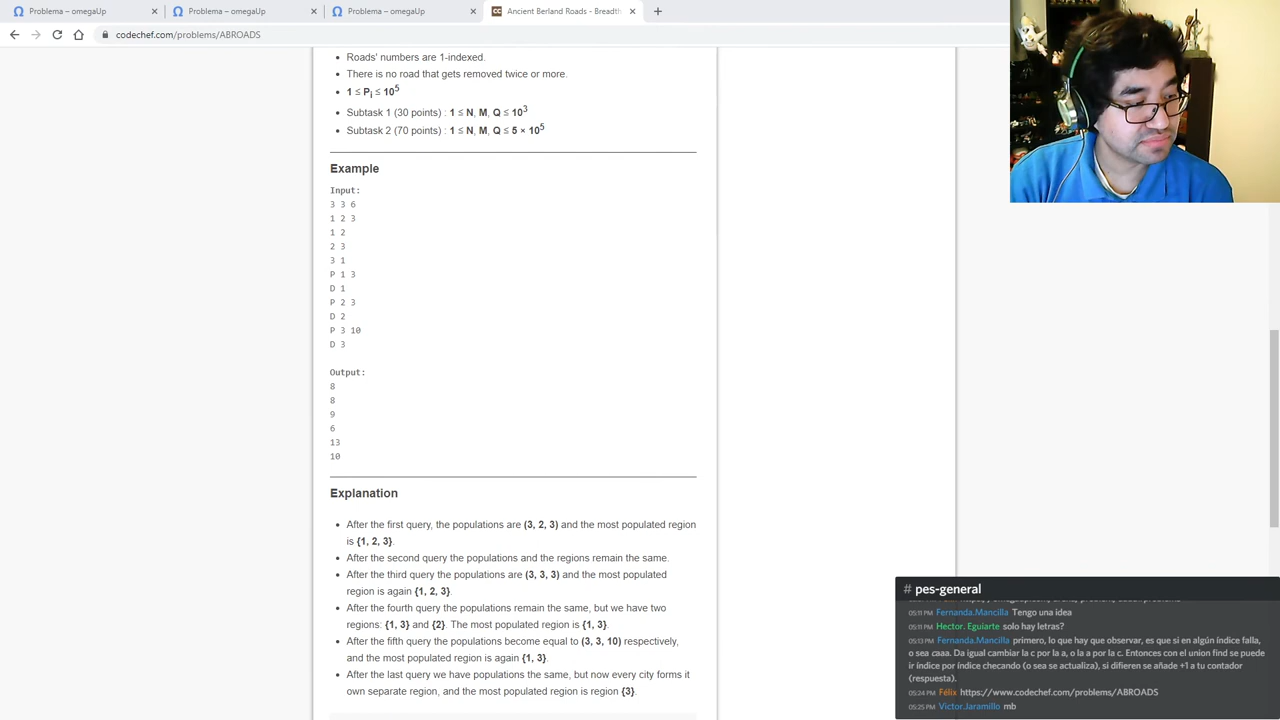 Problema – omegaUp
Problema – omegaUp
Problema – omegaUp
Ancient Berland Roads - Breadth
codechef.com/problems/ABROADS
Roads' numbers are 1-indexed.
There is no road that gets removed twice or more.
1 ≤ Pi ≤ 10^5
Subtask 1 (30 points) : 1 ≤ N, M, Q ≤ 10^3
Subtask 2 (70 points) : 1 ≤ N, M, Q ≤ 5 × 10^5
Example
Input:
3 3 6
1 2 3
1 2
2 3
3 1
P 1 3
D 1
P 2 3
D 2
P 3 10
D 3
Output:
8
8
9
6
13
10
Explanation
After the first query, the populations are (3, 2, 3) and the most populated region
is {1, 2, 3}.
After the second query the populations and the regions remain the same.
After the third query the populations are (3, 3, 3) and the most populated
region is again {1, 2, 3}.
After the fourth query the populations remain the same, but we have two
regions: {1, 3} and {2}. The most populated region is {1, 3}.
After the fifth query the populations become equal to (3, 3, 10) respectively,
and the most populated region is again {1, 3}.
After the last query we have populations the same, but now every city forms it
own separate region, and the most populated region is region {3}.
# pes-general
05:11 PM Fernanda.Mancilla Tengo una idea
05:11 PM Hector. Eguiarte solo hay letras?
05:13 PM Fernanda.Mancilla primero, lo que hay que observar, es que si en algún índice falla,
o sea caaa. Da igual cambiar la c por la a, o la a por la c. Entonces con el union find se puede
ir índice por índice checando (o sea se actualiza), si difieren se añade +1 a tu contador
(respuesta).
05:24 PM Félix https://www.codechef.com/problems/ABROADS
05:25 PM Victor.Jaramillo mb